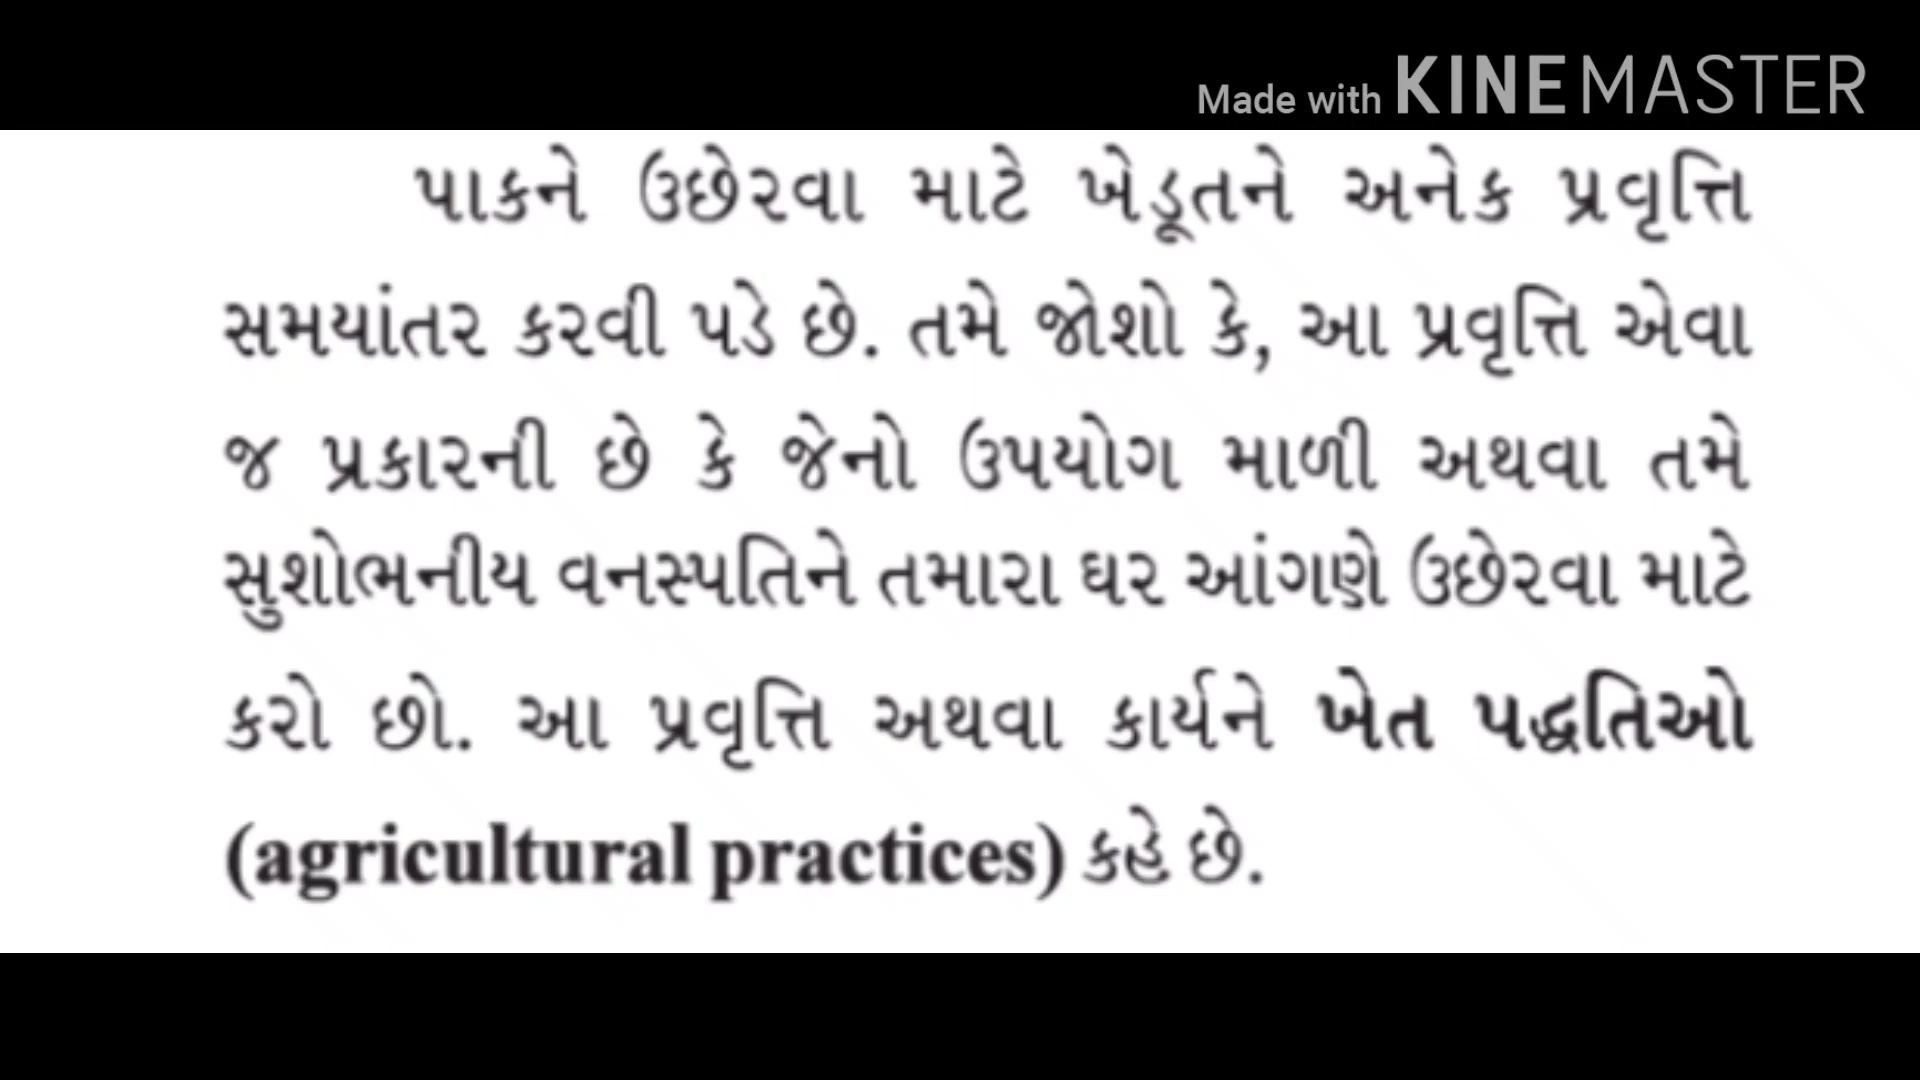 Made with KINEMASTER
પાકને ઉછેરવા માટે ખેડૂતને અનેક પ્રવૃત્તિ
સમયાંતર કરવી પડે છે. તમે જોશો કે, આ પ્રવૃત્તિ એવા
જ પ્રકારની છે કે જેનો ઉપયોગ માળી અથવા તમે
સુશોભનીય વનસ્પતિને તમારા ઘર આંગણે ઉછેરવા માટે
કરો છો. આ પ્રવૃત્તિ અથવા કાર્યને ખેત પદ્ધતિઓ
(agricultural practices) કહે છે.